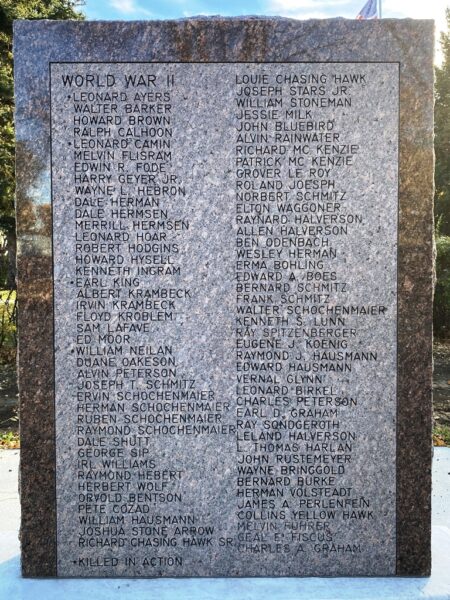 WORLD WAR II
•LEONARD AYERS
WALTER BARKER
HOWARD BROWN
RALPH CALHOON
•LEONARD CAMIN
MELVIN FLISRAM
EDWIN R. FODE
HARRY GEYER JR.
WAYNE L. HEBRON
DALE HERMAN
DALE HERMSEN
MERRILL HERMSEN
LEONARD HOAR
ROBERT HODGINS
HOWARD HYSELL
KENNETH INGRAM
•EARL KING
ALBERT KRAMBECK
IRVIN KRAMBECK
FLOYD KROBLEM
SAM LAFAVE
ED MOOR
•WILLIAM NEILAN
DUANE OAKESON
ALVIN PETERSON
JOSEPH T. SCHMITZ
ERVIN SCHOCHENMAIER
HERMAN SCHOCHENMAIER
RUBEN SCHOCHENMAIER
RAYMOND SCHOCHENMAIER
DALE SHUTT
GEORGE SIP
IRL WILLIAMS
RAYMOND HEBERT
HERBERT WOLF
ORVOLD BENTSON
PETE COZAD
WILLIAM HAUSMANN
JOSHUA STONE ARROW
RICHARD CHASING HAWK SR.
•KILLED IN ACTION
LOUIE CHASING HAWK
JOSEPH STARS JR.
WILLIAM STONEMAN
JESSIE MILK
JOHN BLUEBIRD
ALVIN RAINWATER
RICHARD MC KENZIE
PATRICK MC KENZIE
GROVER LE ROY
ROLAND JOESPH
NORBERT SCHMITZ
ELTON WAGGONER
RAYNARD HALVERSON
ALLEN HALVERSON
BEN ODENBACH
WESLEY HERMAN
ERMA BOHLING
EDWARD A. BOES
BERNARD SCHMITZ
FRANK SCHMITZ
WALTER SCHOCHENMAIER
KENNETH S. LUNN
RAY SPITZENBERGER
EUGENE J. KOENIG
RAYMOND J. HAUSMANN
EDWARD HAUSMANN
VERNAL GLYNN
LEONARD BIRKEL
CHARLES PETERSON
EARL D. GRAHAM
RAY SONDGEROTH
LELAND HALVERSON
L. THOMAS HARLAN
JOHN RUSTEMEYER
WAYNE BRINGGOLD
BERNARD BURKE
HERMAN VOLSTEADT
JAMES A. PERLENFEIN
COLLINS YELLOW HAWK
MELVIN FUHRER
GEAL E. FISCUS
CHARLES A. GRAHAM